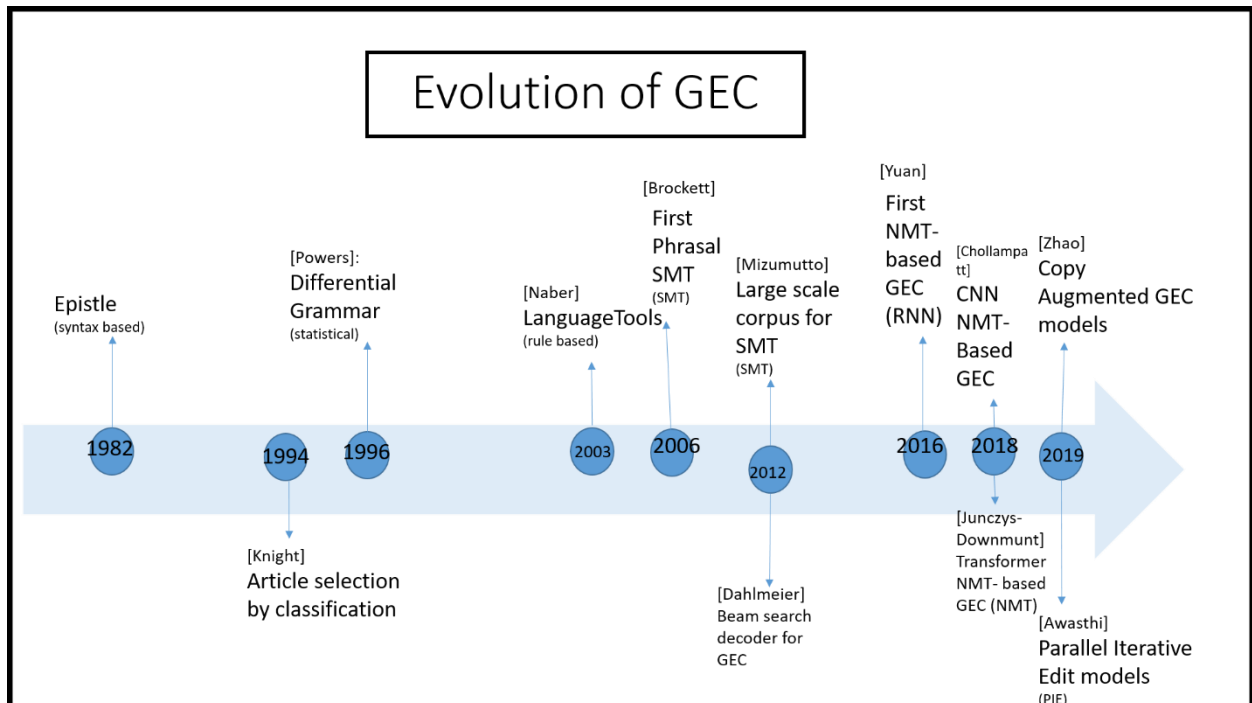 Evolution of GEC
Epistle
(syntax based)
1982
1994
[Knight]
Article selection
by classification
[Powers]:
Differential
Grammar
(statistical)
1996
[Naber]
LanguageTools
(rule based)
2003
[Brockett]
First
Phrasal
SMT
(SMT)
2006
[Mizumutto]
Large scale
corpus for
SMT
(SMT)
2012
[Dahlmeier]
Beam search
decoder for
GEC
[Yuan]
First
NMT-
based
GEC
(RNN)
2016
[Chollampa
tt]
CNN
NMT-
Based
GEC
2018
[Junczys-
Downmunt]
Transformer
NMT- based
GEC (NMT)
[Zhao]
Copy
Augmented GEC
models
2019
[Awasthi]
Parallel Iterative
Edit models
(PIE)